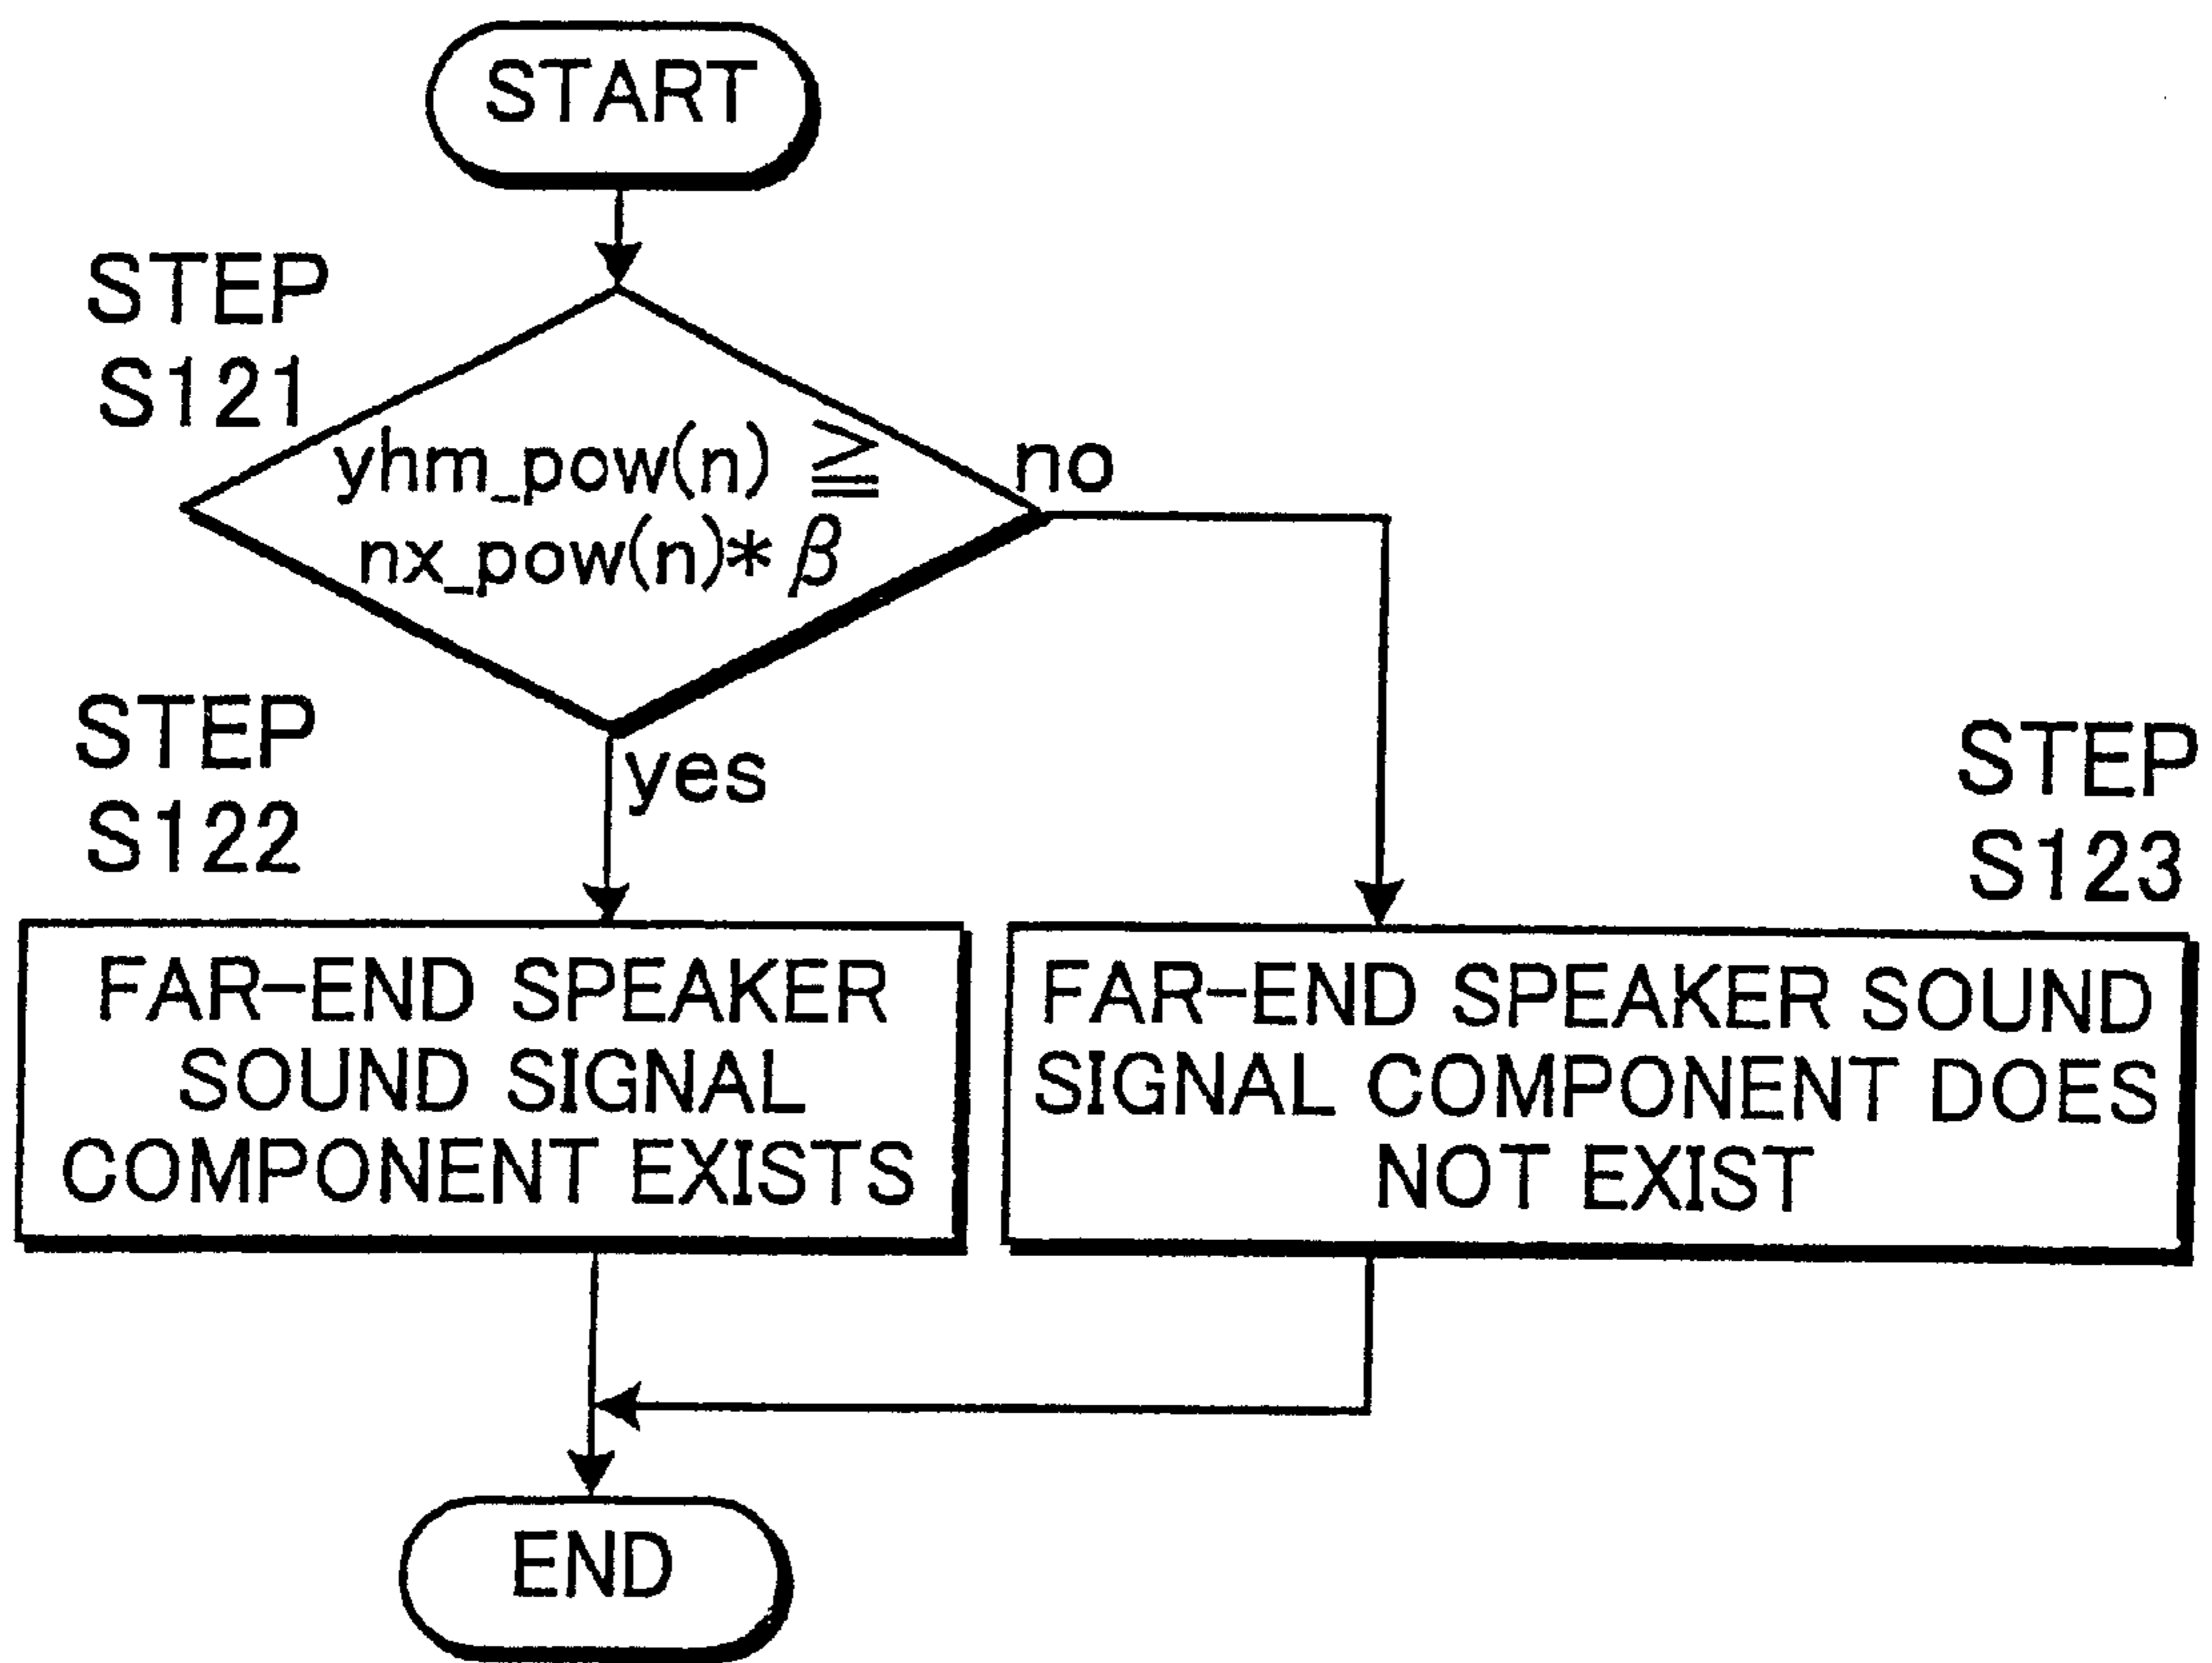 START
STEP
S121
yhm_pow(n) ≧
nx_pow(n)* β
no
yes
STEP
S122
FAR-END SPEAKER
SOUND SIGNAL
COMPONENT EXISTS
STEP
S123
FAR-END SPEAKER SOUND
SIGNAL COMPONENT DOES
NOT EXIST
END